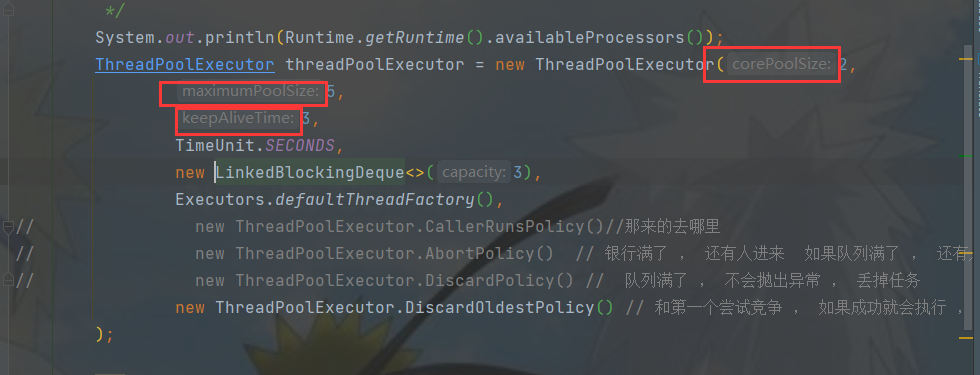 */
System.out.println(Runtime.getRuntime().availableProcessors());
ThreadPoolExecutor threadPoolExecutor = new ThreadPoolExecutor( corePoolSize: 2,
maximumPoolSize: 5,
keepAliveTime: 3,
TimeUnit.SECONDS,
new LinkedBlockingDeque<>( capacity: 3),
Executors.defaultThreadFactory(),
// new ThreadPoolExecutor.CallerRunsPolicy()//那来的去哪里
// new ThreadPoolExecutor.AbortPolicy() // 银行满了 , 还有人进来 如果队列满了 , 还有
// new ThreadPoolExecutor.DiscardPolicy() // 队列满了 , 不会抛出异常 , 丢掉任务
new ThreadPoolExecutor.DiscardOldestPolicy() // 和第一个尝试竞争 , 如果成功就会执行 ,
);